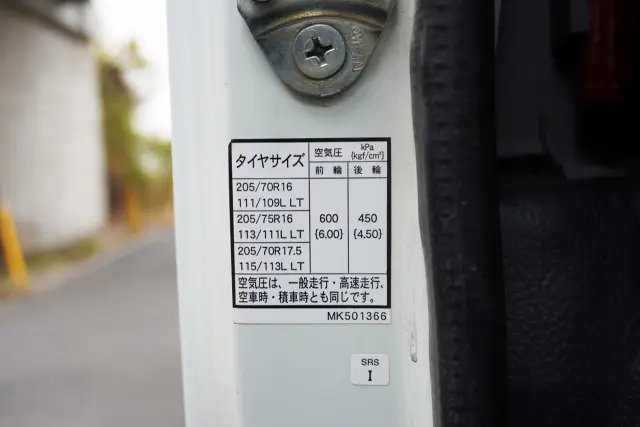 タイヤサイズ 空気圧 kPa {kgf/cm²}
前輪 後輪
205/70R16
111/109L LT
205/75R16 600 450
113/111L LT {6.00} {4.50}
205/70R17.5
115/113L LT
空気圧は、一般走行・高速走行、
空車時・積車時とも同じです。
MK501366
SRS
I